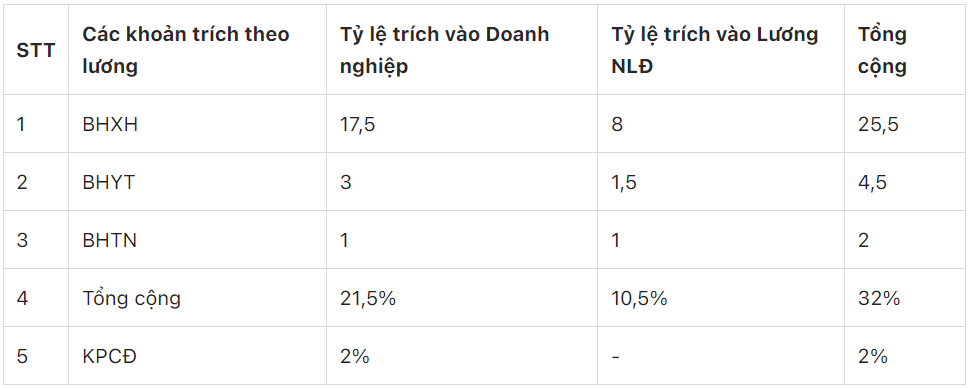 STT Các khoản trích theo lương Tỷ lệ trích vào Doanh nghiệp Tỷ lệ trích vào Lương NLĐ Tổng cộng
1 BHXH 17,5 8 25,5
2 BHYT 3 1,5 4,5
3 BHTN 1 1 2
4 Tổng cộng 21,5% 10,5% 32%
5 KPCĐ 2% - 2%